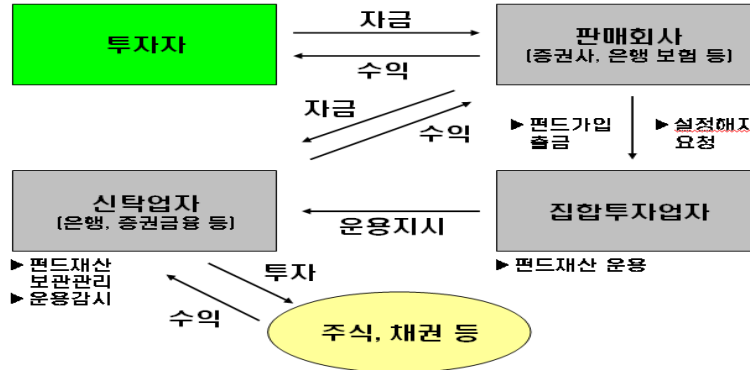 투자자
자금
수익
판매회사
(증권사, 은행 보험 등)
자금
수익
▶ 펀드가입
출금
▶ 설정해지
요청
신탁업자
(은행, 증권금융 등)
운용지시
집합투자업자
▶ 펀드재산
보관관리
▶ 운용감시
▶ 펀드재산 운용
투자
수익
주식, 채권 등